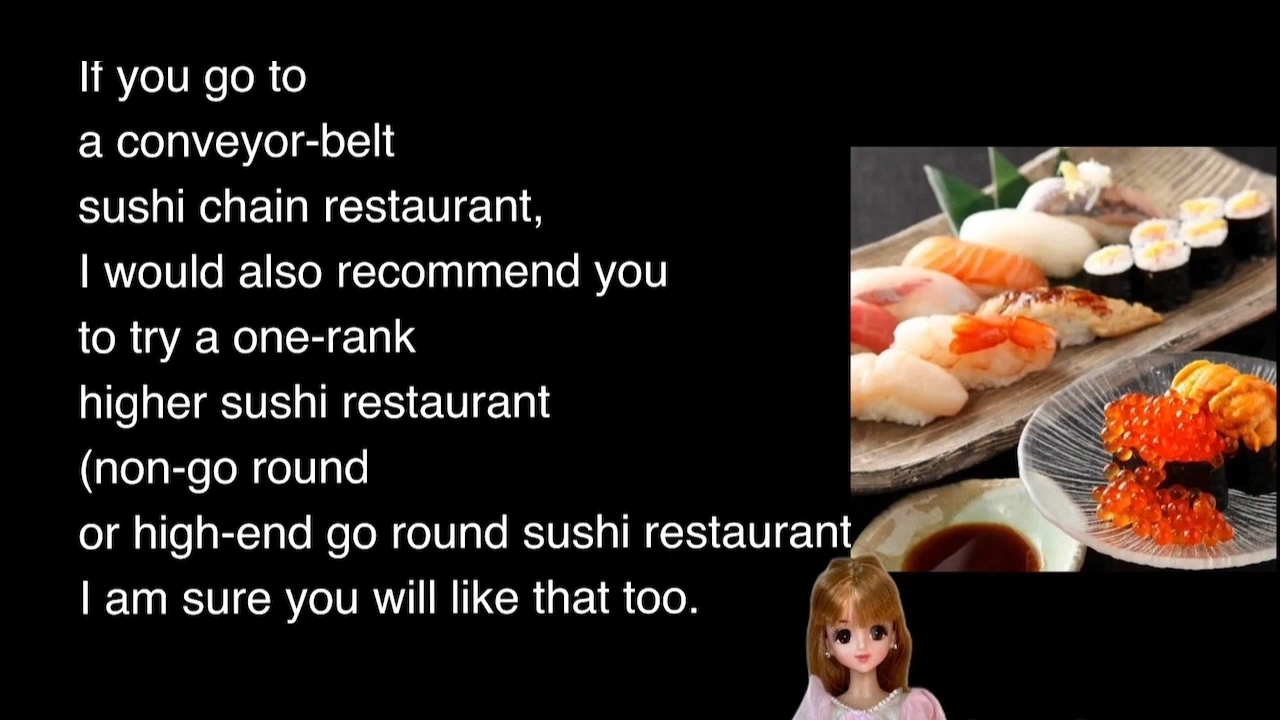 If you go to
a conveyor-belt
sushi chain restaurant,
I would also recommend you
to try a one-rank
higher sushi restaurant
(non-go round
or high-end go round sushi restaurant
I am sure you will like that too.